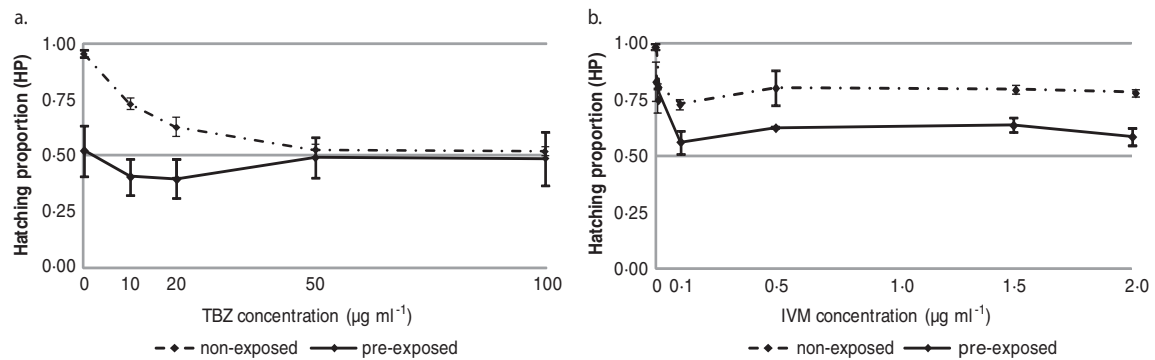 a.
1·00
0·75
0·50
0·25
0·00
Hatching proportion (HP)
0 10 20 50 100
TBZ concentration (µg ml⁻¹)
non-exposed pre-exposed
b.
1·00
0·75
0·50
0·25
0·00
Hatching proportion (HP)
0 0·1 0·5 1·0 1·5 2·0
IVM concentration (µg ml⁻¹)
non-exposed pre-exposed